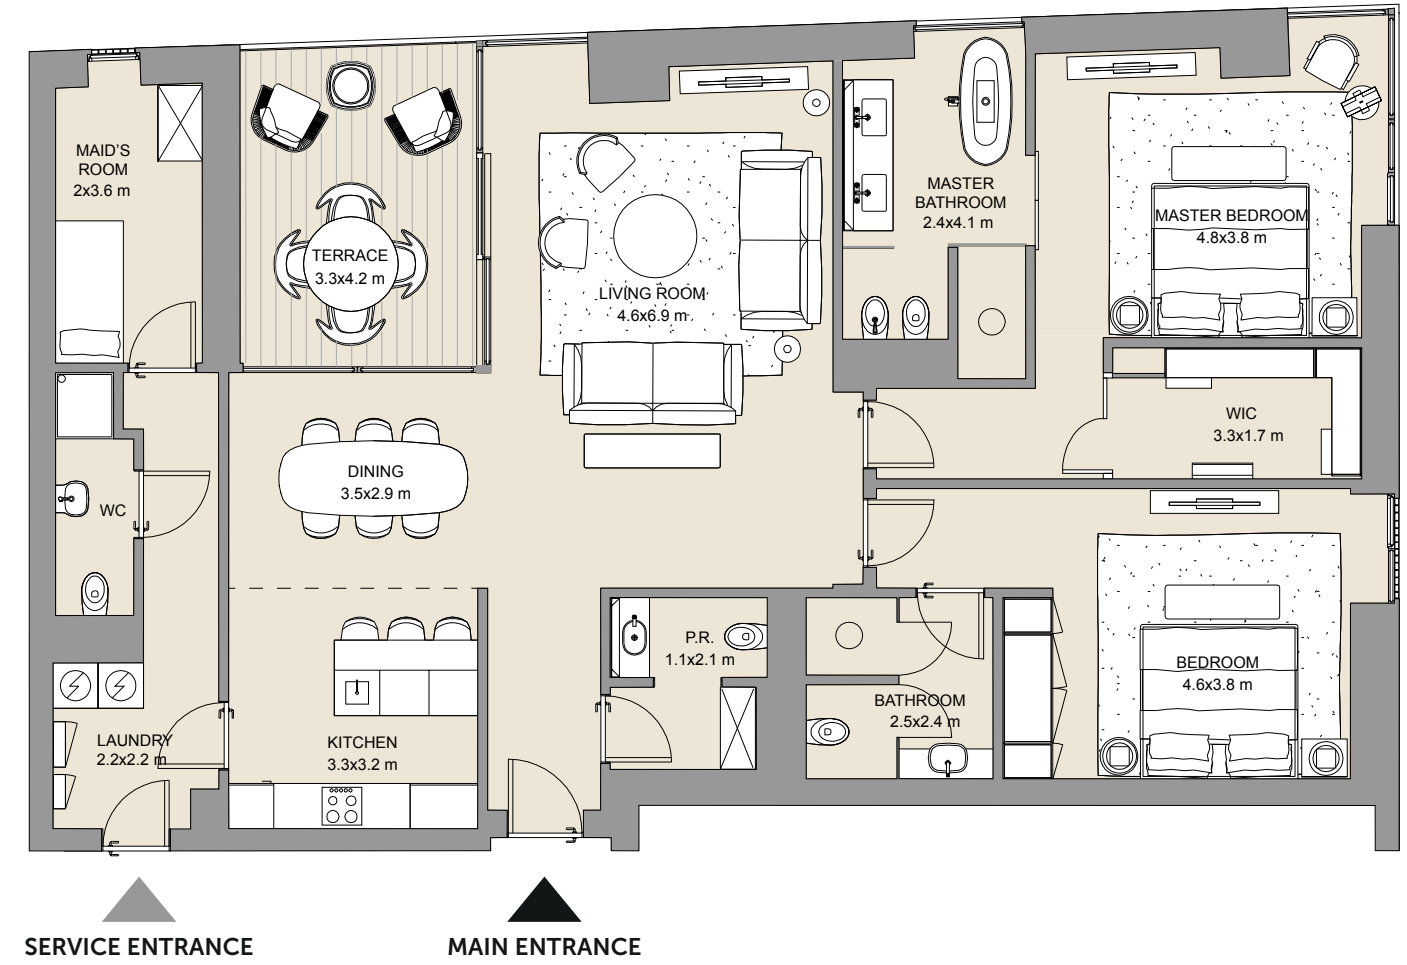 MAID'S
ROOM
2x3.6 m
TERRACE
3.3x4.2 m
LIVING ROOM
4.6x6.9 m
MASTER
BATHROOM
2.4x4.1 m
MASTER BEDROOM
4.8x3.8 m
WIC
3.3x1.7 m
DINING
3.5x2.9 m
WC
P.R.
1.1x2.1 m
BEDROOM
4.6x3.8 m
BATHROOM
2.5x2.4 m
LAUNDRY
2.2x2.2 m
KITCHEN
3.3x3.2 m
SERVICE ENTRANCE
MAIN ENTRANCE